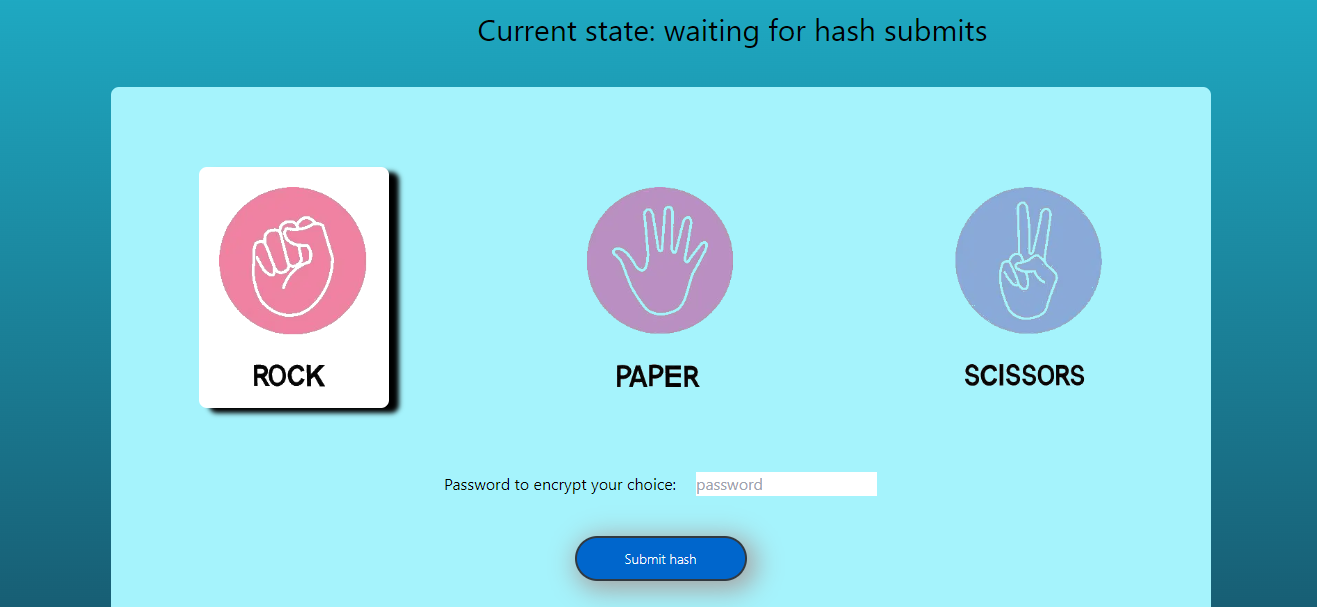 Current state: waiting for hash submits
ROCK
PAPER
SCISSORS
Password to encrypt your choice: password
Submit hash